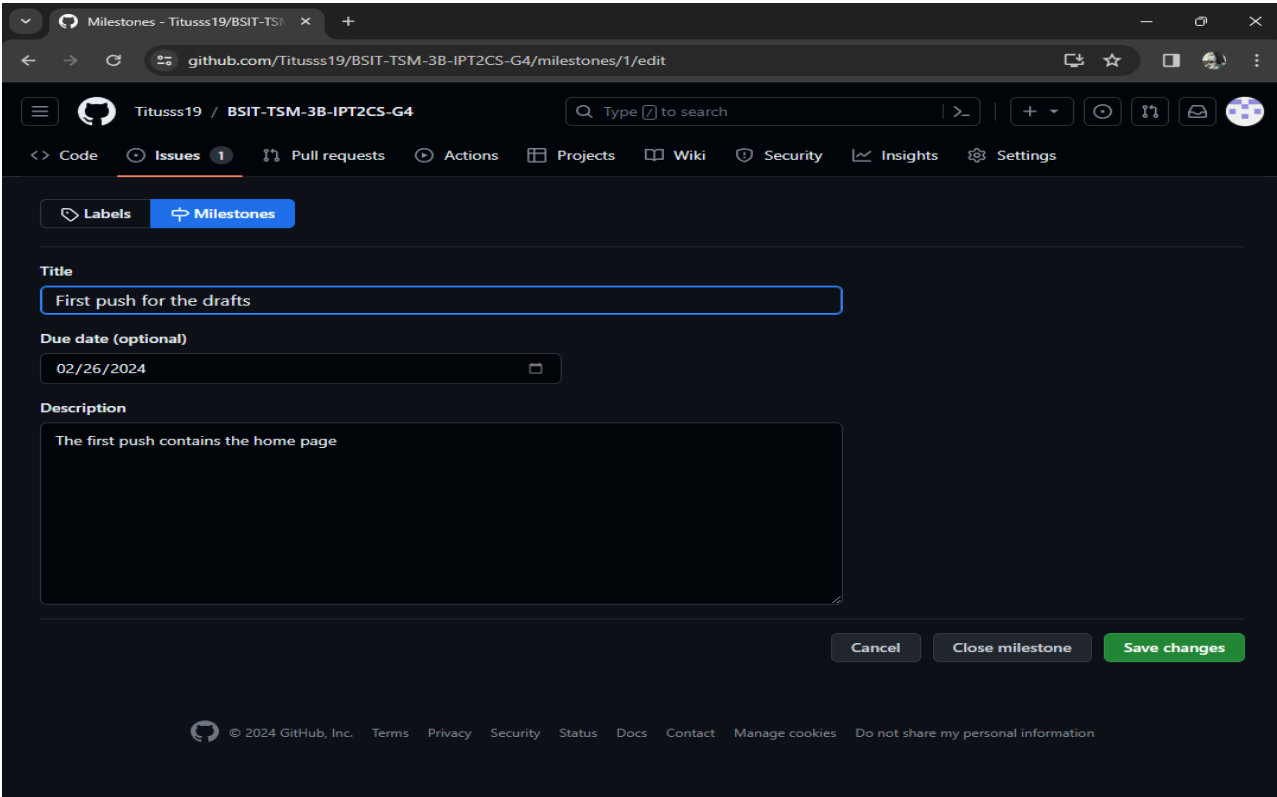 Milestones - Titusss19/BSIT-TSM
github.com/Titusss19/BSIT-TSM-3B-IPT2CS-G4/milestones/1/edit
Titusss19 / BSIT-TSM-3B-IPT2CS-G4
Type / to search
Code Issues 1 Pull requests Actions Projects Wiki Security Insights Settings
Labels Milestones
Title
First push for the drafts
Due date (optional)
02/26/2024
Description
The first push contains the home page
Cancel Close milestone Save changes
© 2024 GitHub, Inc. Terms Privacy Security Status Docs Contact Manage cookies Do not share my personal information